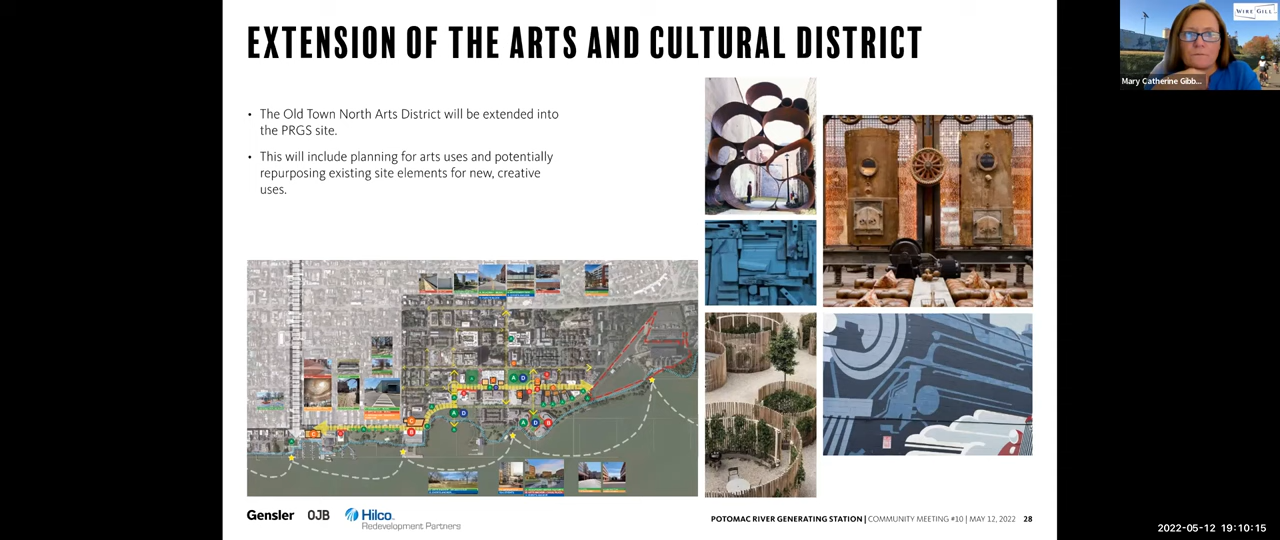 EXTENSION OF THE ARTS AND CULTURAL DISTRICT
WIRE GILL
Mary Catherine Gibb...
• The Old Town North Arts District will be extended into
the PRGS site.
• This will include planning for arts uses and potentially
repurposing existing site elements for new, creative
uses.
Gensler OJB Hilco
Redevelopment Partners
POTOMAC RIVER GENERATING STATION | COMMUNITY MEETING #10 | MAY 12, 2022 28
2022-05-12 19:10:15